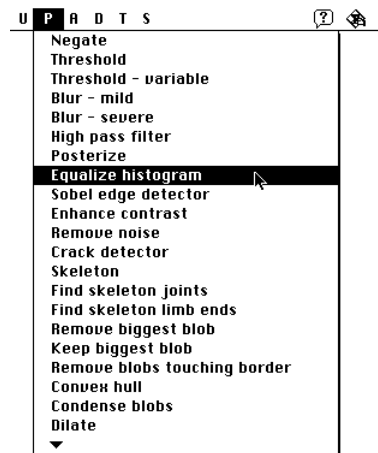 U P A D T S ?
Negate
Threshold
Threshold - variable
Blur - mild
Blur - severe
High pass filter
Posterize
Equalize histogram
Sobel edge detector
Enhance contrast
Remove noise
Crack detector
Skeleton
Find skeleton joints
Find skeleton limb ends
Remove biggest blob
Keep biggest blob
Remove blobs touching border
Convex hull
Condense blobs
Dilate